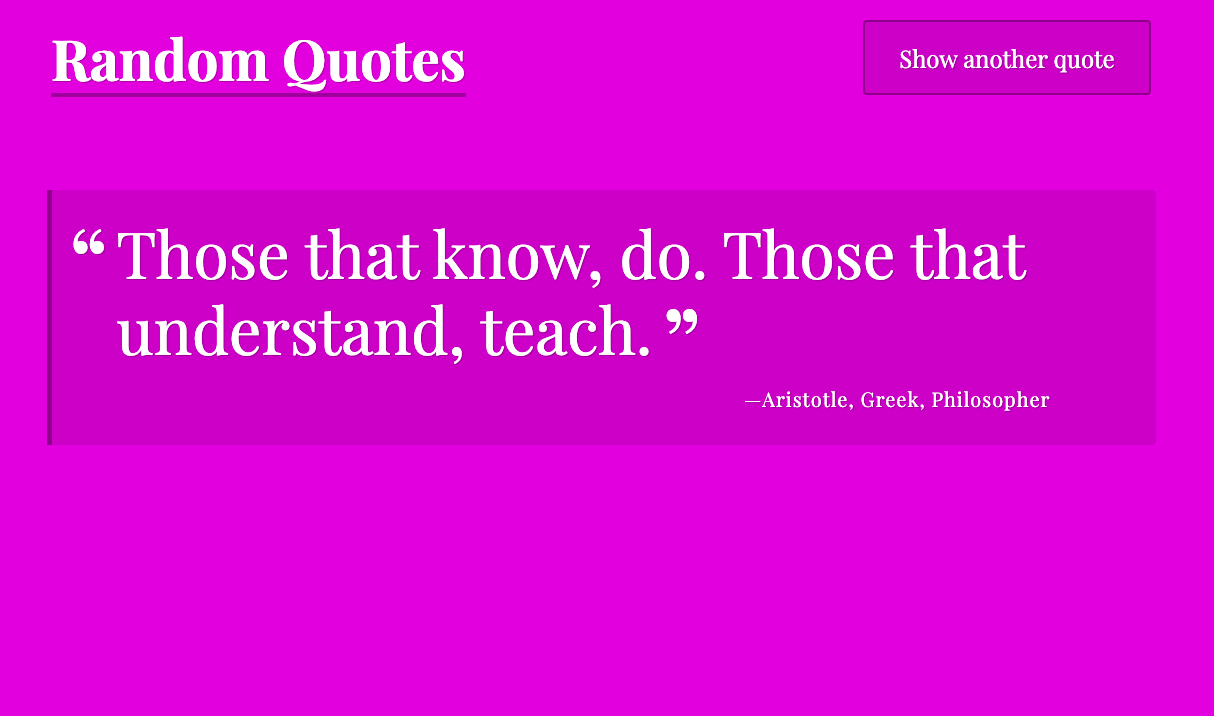 Random Quotes
Show another quote
“ Those that know, do. Those that
understand, teach. ”
—Aristotle, Greek, Philosopher